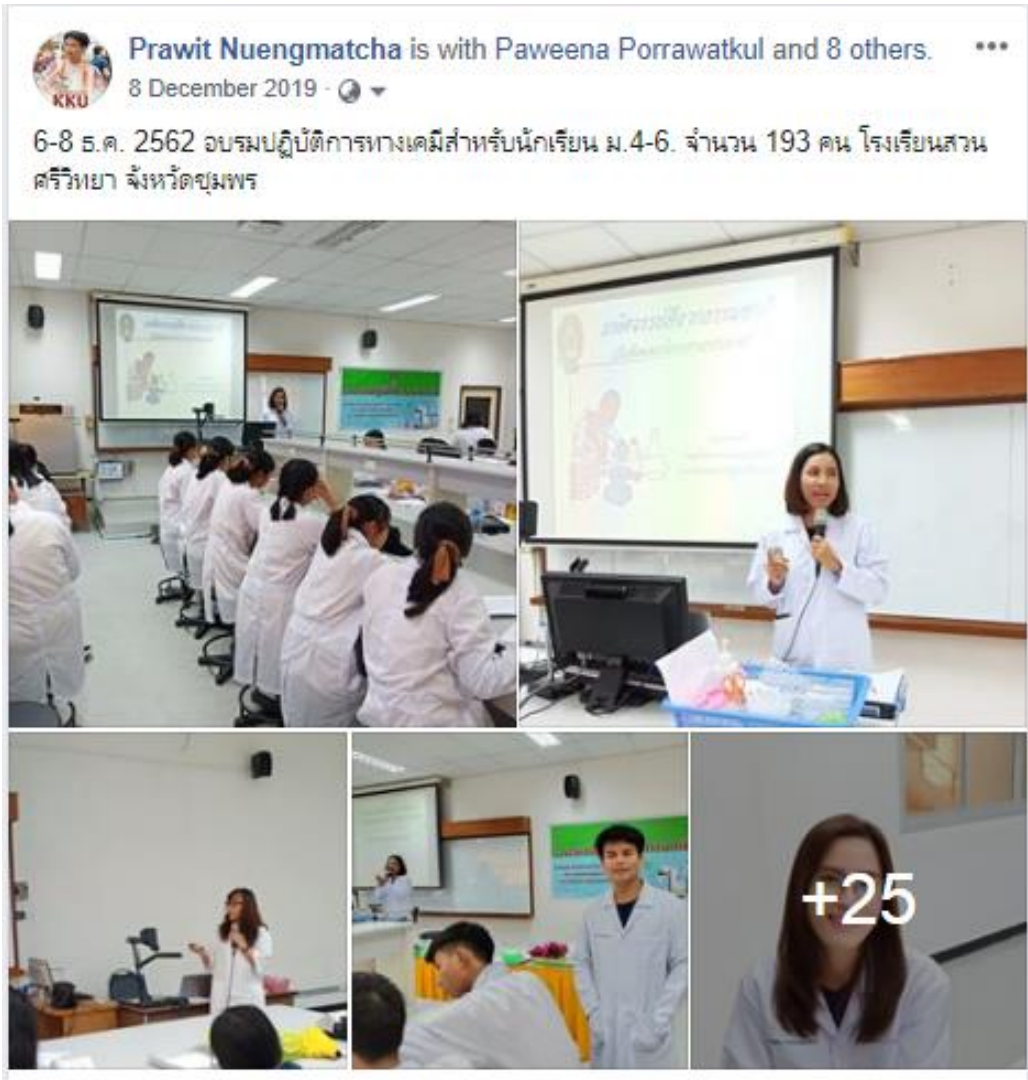 Prawit Nuengmatcha is with Paweena Porrawatkul and 8 others.
8 December 2019
6-8 ธ.ค. 2562 อบรมปฏิบัติการทางเคมีสำหรับนักเรียน ม.4-6. จำนวน 193 คน โรงเรียนสวน
ศรีวิทยา จังหวัดชุมพร
KKU
+25